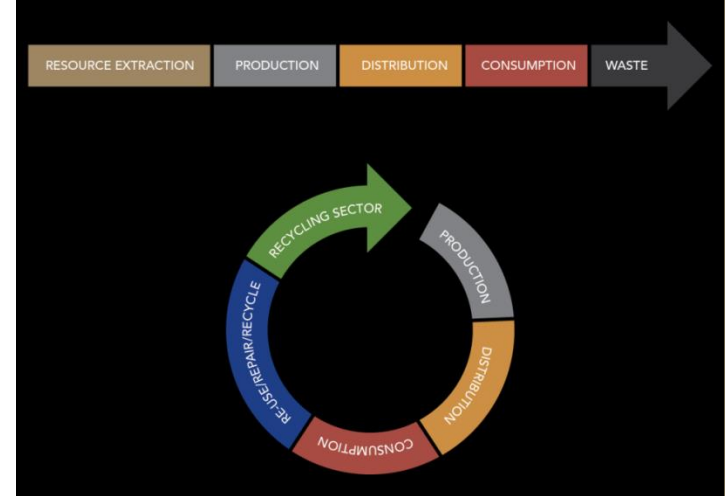 RESOURCE EXTRACTION
PRODUCTION
DISTRIBUTION
CONSUMPTION
WASTE
RECYCLING SECTOR
PRODUCTION
DISTRIBUTION
CONSUMPTION
RE-USE/REPAIR/RECYCLE